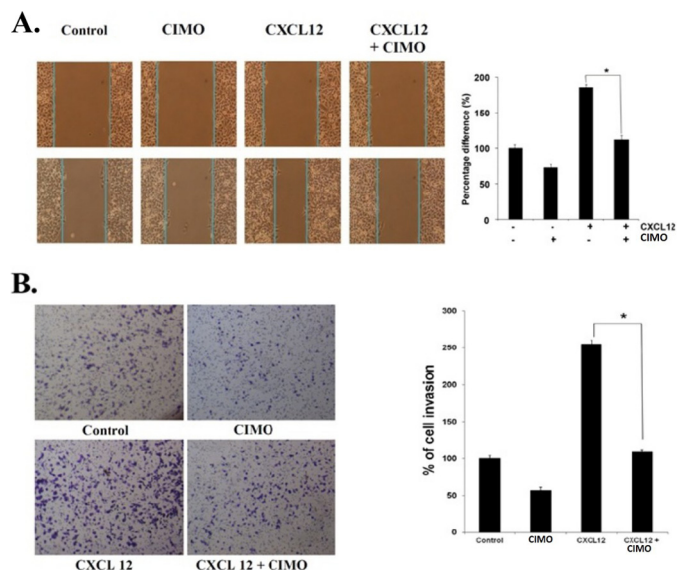 A.
Control
CIMO
CXCL12
CXCL12
+ CIMO
Percentage difference (%)
200
150
100
50
0
*
- - + + CXCL12
- + - + CIMO
B.
Control
CIMO
CXCL 12
CXCL 12 + CIMO
% of cell invasion
300
250
200
150
100
50
0
*
Control
CIMO
CXCL12
CXCL12 +
CIMO